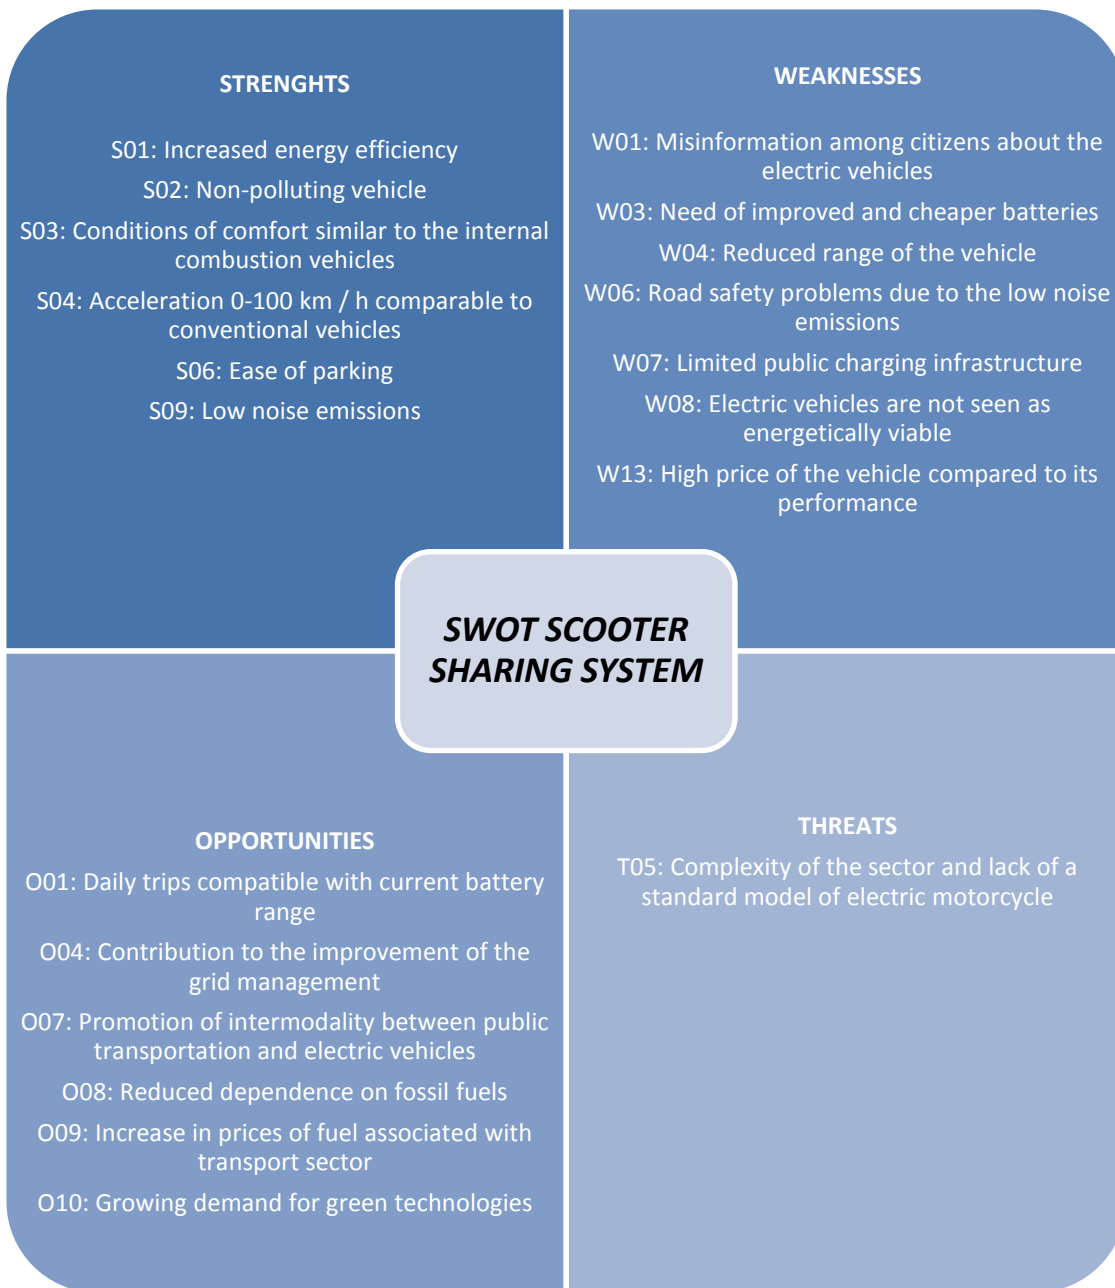 STRENGHTS
S01: Increased energy efficiency
S02: Non-polluting vehicle
S03: Conditions of comfort similar to the internal
combustion vehicles
S04: Acceleration 0-100 km / h comparable to
conventional vehicles
S06: Ease of parking
S09: Low noise emissions
WEAKNESSES
W01: Misinformation among citizens about the
electric vehicles
W03: Need of improved and cheaper batteries
W04: Reduced range of the vehicle
W06: Road safety problems due to the low noise
emissions
W07: Limited public charging infrastructure
W08: Electric vehicles are not seen as
energetically viable
W13: High price of the vehicle compared to its
performance
SWOT SCOOTER
SHARING SYSTEM
OPPORTUNITIES
O01: Daily trips compatible with current battery
range
O04: Contribution to the improvement of the
grid management
O07: Promotion of intermodality between public
transportation and electric vehicles
O08: Reduced dependence on fossil fuels
O09: Increase in prices of fuel associated with
transport sector
O10: Growing demand for green technologies
THREATS
T05: Complexity of the sector and lack of a
standard model of electric motorcycle